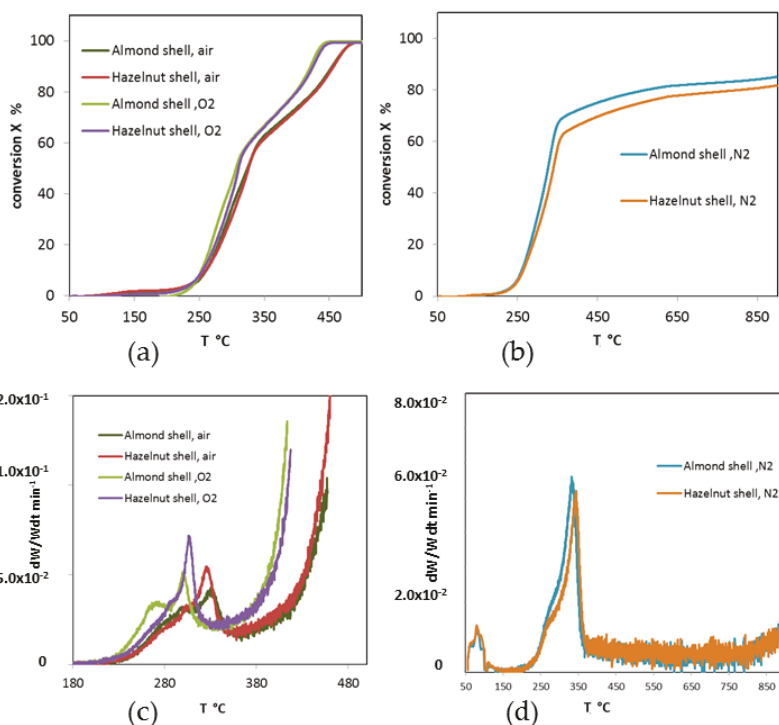 100
80
60
40
20
0
conversion X %
Almond shell, air
Hazelnut shell, air
Almond shell ,O2
Hazelnut shell, O2
50 150 250 350 450
T °C
(a)
100
80
60
40
20
0
conversion X %
Almond shell ,N2
Hazelnut shell, N2
50 250 450 650 850
T °C
(b)
2.0x10-1
1.0x10-1
5.0x10-2
0
dW/Wdt min-1
Almond shell, air
Hazelnut shell, air
Almond shell ,O2
Hazelnut shell, O2
180 280 380 480
T °C
(c)
8.0x10-2
6.0x10-2
2.0x10-2
0
dW/Wdt min-1
Almond shell ,N2
Hazelnut shell, N2
50 150 250 350 450 550 650 750 850
T °C
(d)